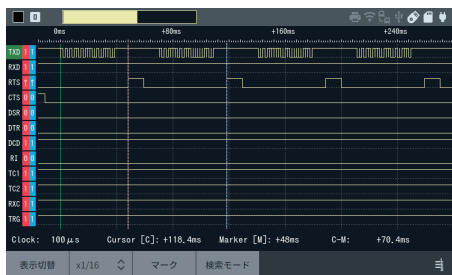 D
0ms +80ms +160ms +240ms
TXD 1 1
RXD 1 1
RTS ↑ ↑
CTS 0 0
DSR 0 0
DTR 0 0
DCD 1 1
RI 0 0
TC1 1 1
TC2 1 1
RXC 1 1
TRG 1 1
Clock: 100μs Cursor [C]: +118.4ms Marker [M]: +48ms C-M: +70.4ms
表示切替 x1/16 マーク 検索モード